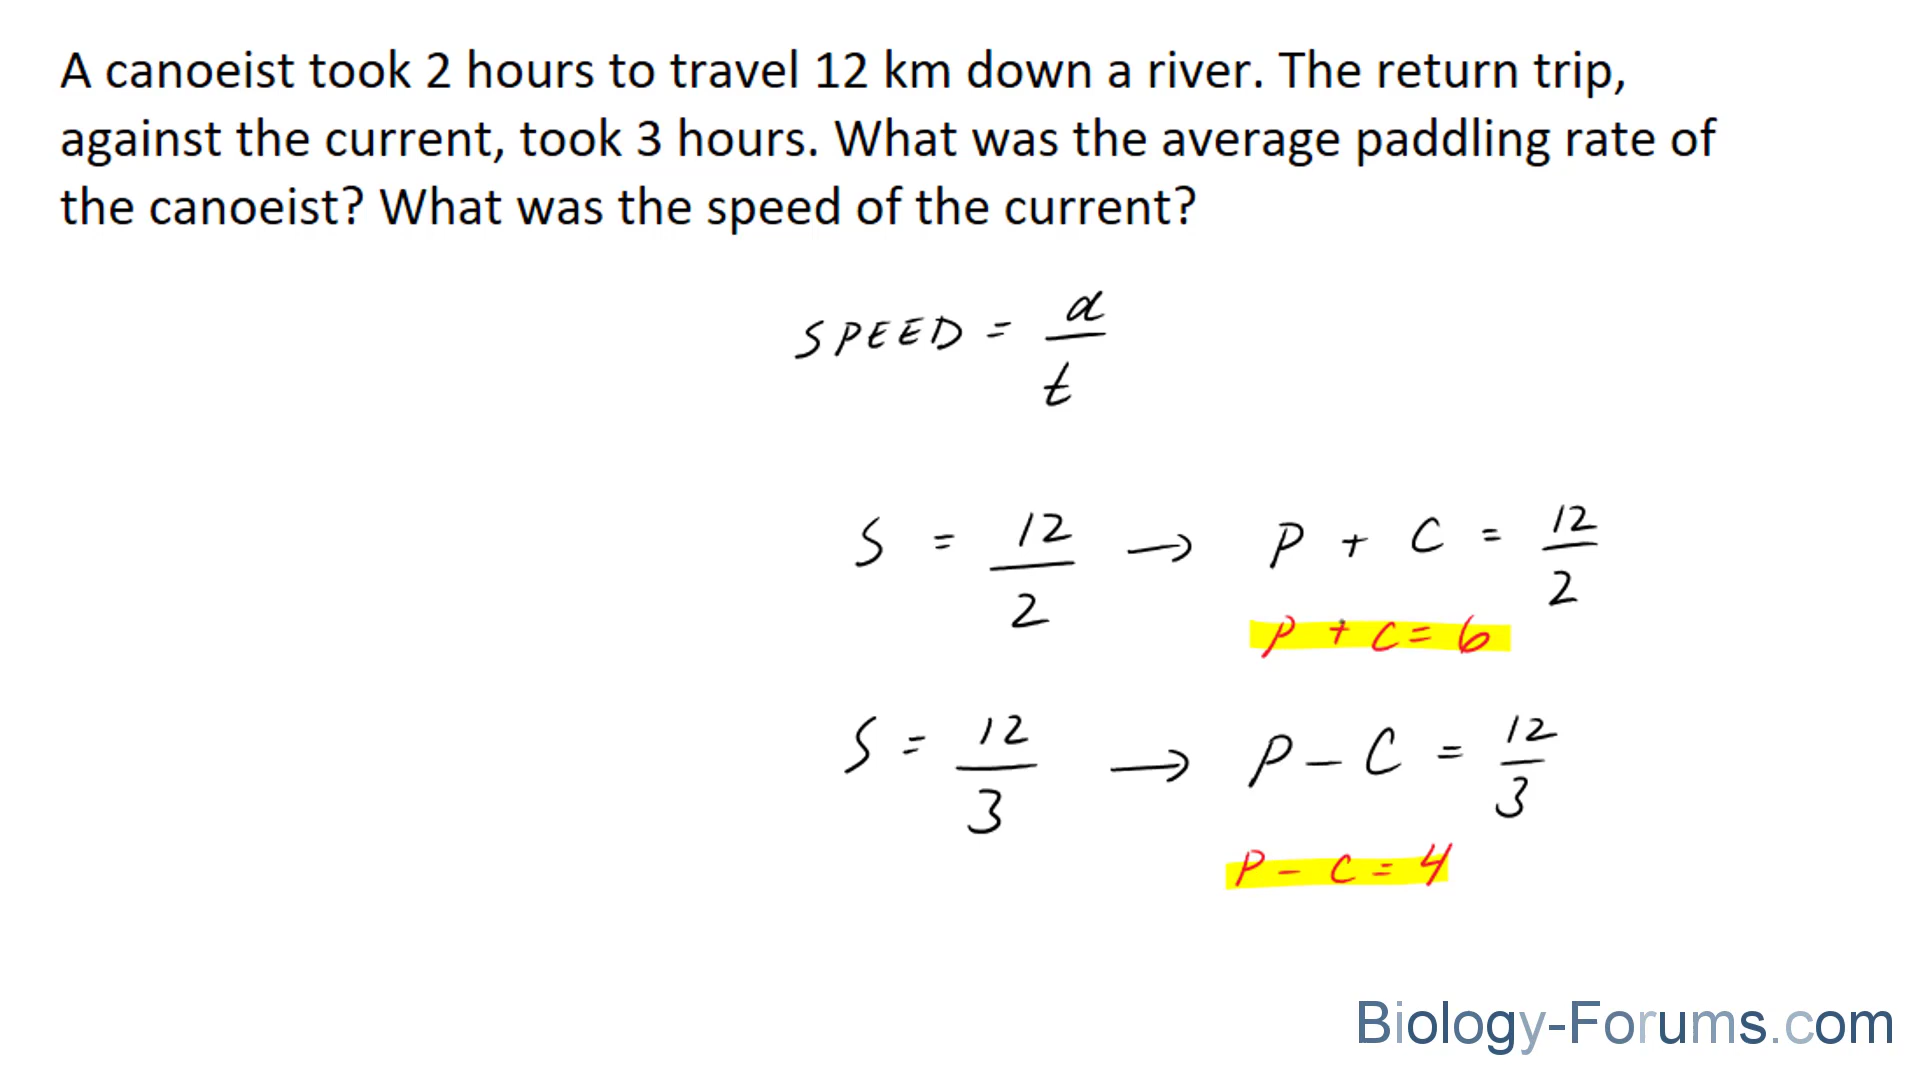 A canoeist took 2 hours to travel 12 km down a river. The return trip,
against the current, took 3 hours. What was the average paddling rate of
the canoeist? What was the speed of the current?
SPEED = d/t
S = 12/2 → P + C = 12/2
P + C = 6
S = 12/3 → P - C = 12/3
P - C = 4
Biology-Forums.com